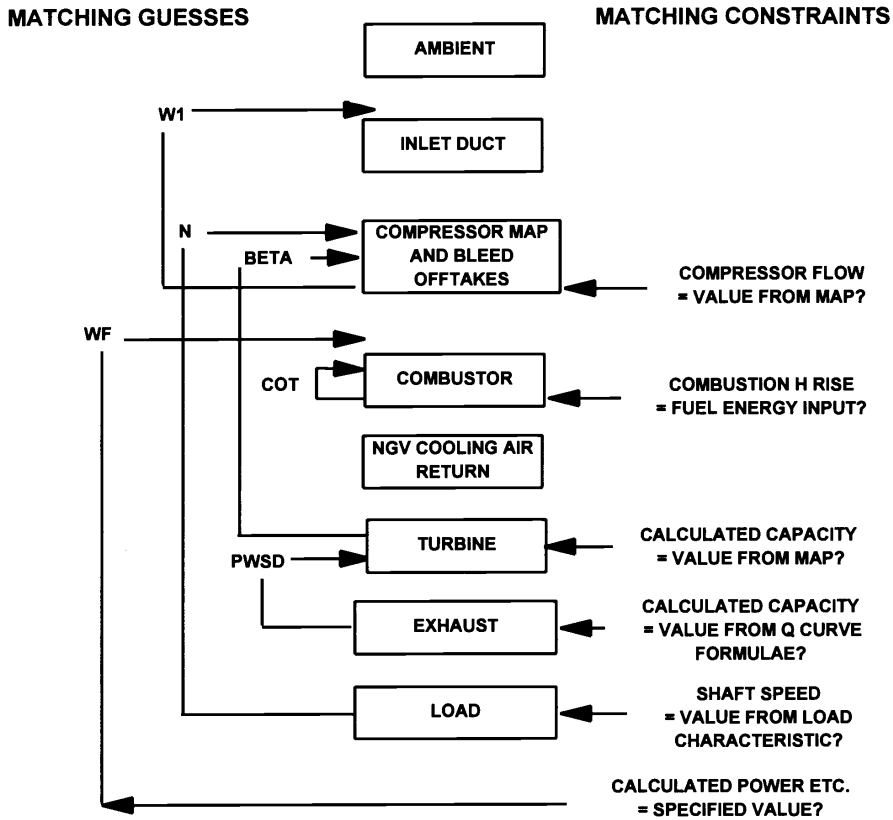 MATCHING GUESSES
MATCHING CONSTRAINTS
AMBIENT
W1
INLET DUCT
N
BETA
COMPRESSOR MAP
AND BLEED
OFFTAKES
COMPRESSOR FLOW
= VALUE FROM MAP?
WF
COT
COMBUSTOR
COMBUSTION H RISE
= FUEL ENERGY INPUT?
NGV COOLING AIR
RETURN
TURBINE
CALCULATED CAPACITY
= VALUE FROM MAP?
PWSD
EXHAUST
CALCULATED CAPACITY
= VALUE FROM Q CURVE
FORMULAE?
LOAD
SHAFT SPEED
= VALUE FROM LOAD
CHARACTERISTIC?
CALCULATED POWER ETC.
= SPECIFIED VALUE?